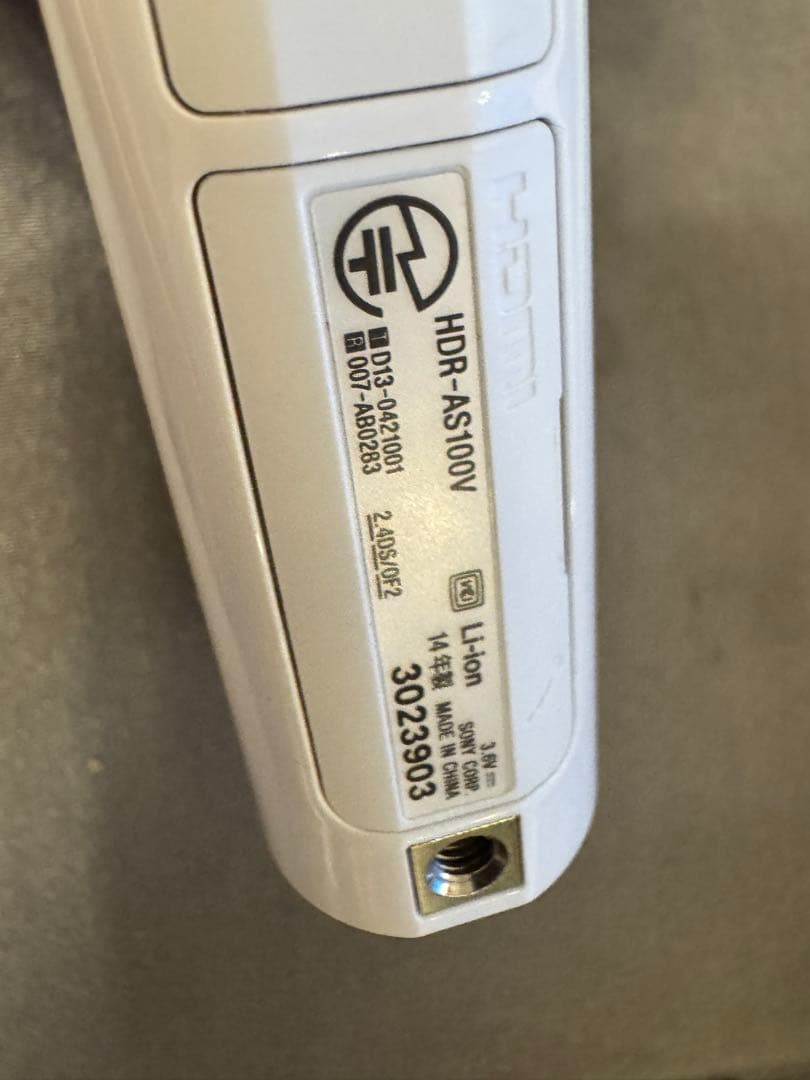 HDMI
HDR-AS100V
T D13-0421001
R 007-AB0283
2.4DS/OF2
Li-ion
3.6V
SONY CORP.
14年製 MADE IN CHINA
3023903